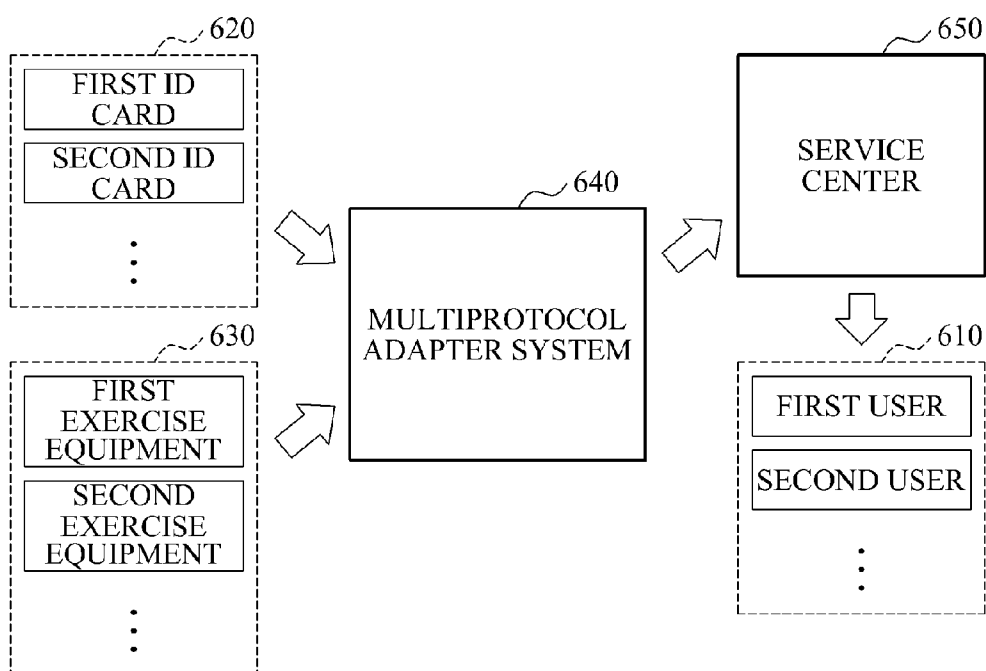 620
FIRST ID
CARD
SECOND ID
CARD
630
FIRST
EXERCISE
EQUIPMENT
SECOND
EXERCISE
EQUIPMENT
640
MULTIPROTOCOL
ADAPTER SYSTEM
650
SERVICE
CENTER
610
FIRST USER
SECOND USER